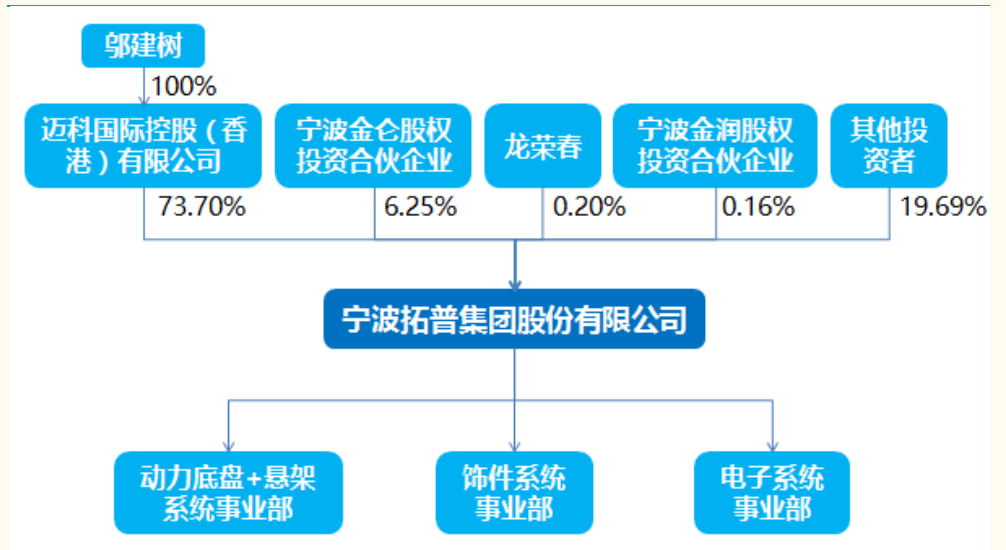 邬建树
100%
迈科国际控股（香
港）有限公司
宁波金仑股权
投资合伙企业
龙荣春
宁波金润股权
投资合伙企业
其他投
资者
73.70%
6.25%
0.20%
0.16%
19.69%
宁波拓普集团股份有限公司
动力底盘+悬架
系统事业部
饰件系统
事业部
电子系统
事业部